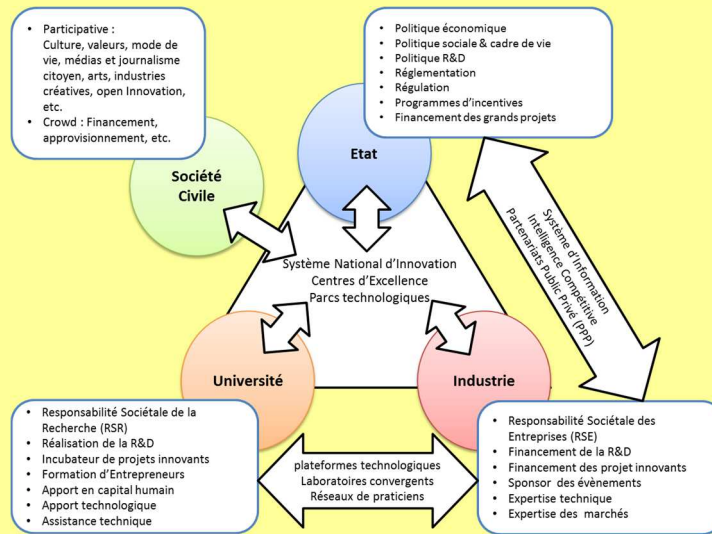 • Participative :
Culture, valeurs, mode de
vie, médias et journalisme
citoyen, arts, industries
créatives, open Innovation,
etc.
• Crowd : Financement,
approvisionnement, etc.
• Politique économique
• Politique sociale & cadre de vie
• Politique R&D
• Réglementation
• Régulation
• Programmes d'incentives
• Financement des grands projets
Etat
Société
Civile
Système d'Information
Intelligence Compétitive
Partenariats Public Privé (PPP)
Système National d'Innovation
Centres d'Excellence
Parcs technologiques
Université
Industrie
• Responsabilité Sociétale de la
Recherche (RSR)
• Réalisation de la R&D
• Incubateur de projets innovants
• Formation d'Entrepreneurs
• Apport en capital humain
• Apport technologique
• Assistance technique
plateformes technologiques
Laboratoires convergents
Réseaux de praticiens
• Responsabilité Sociétale des
Entreprises (RSE)
• Financement de la R&D
• Financement des projet innovants
• Sponsor des évènements
• Expertise technique
• Expertise des marchés